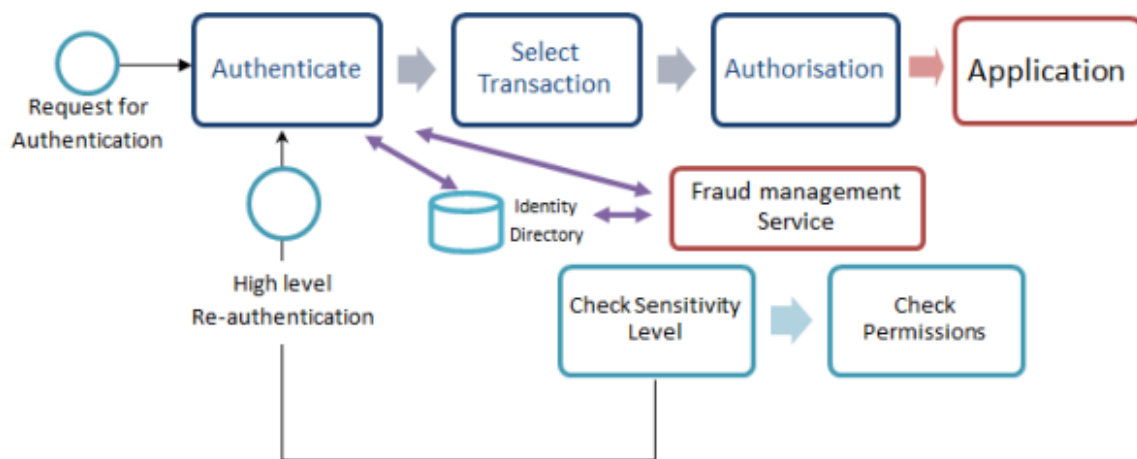 Authenticate
Select
Transaction
Authorisation
Application
Request for
Authentication
Identity
Directory
Fraud management
Service
High level
Re-authentication
Check Sensitivity
Level
Check
Permissions